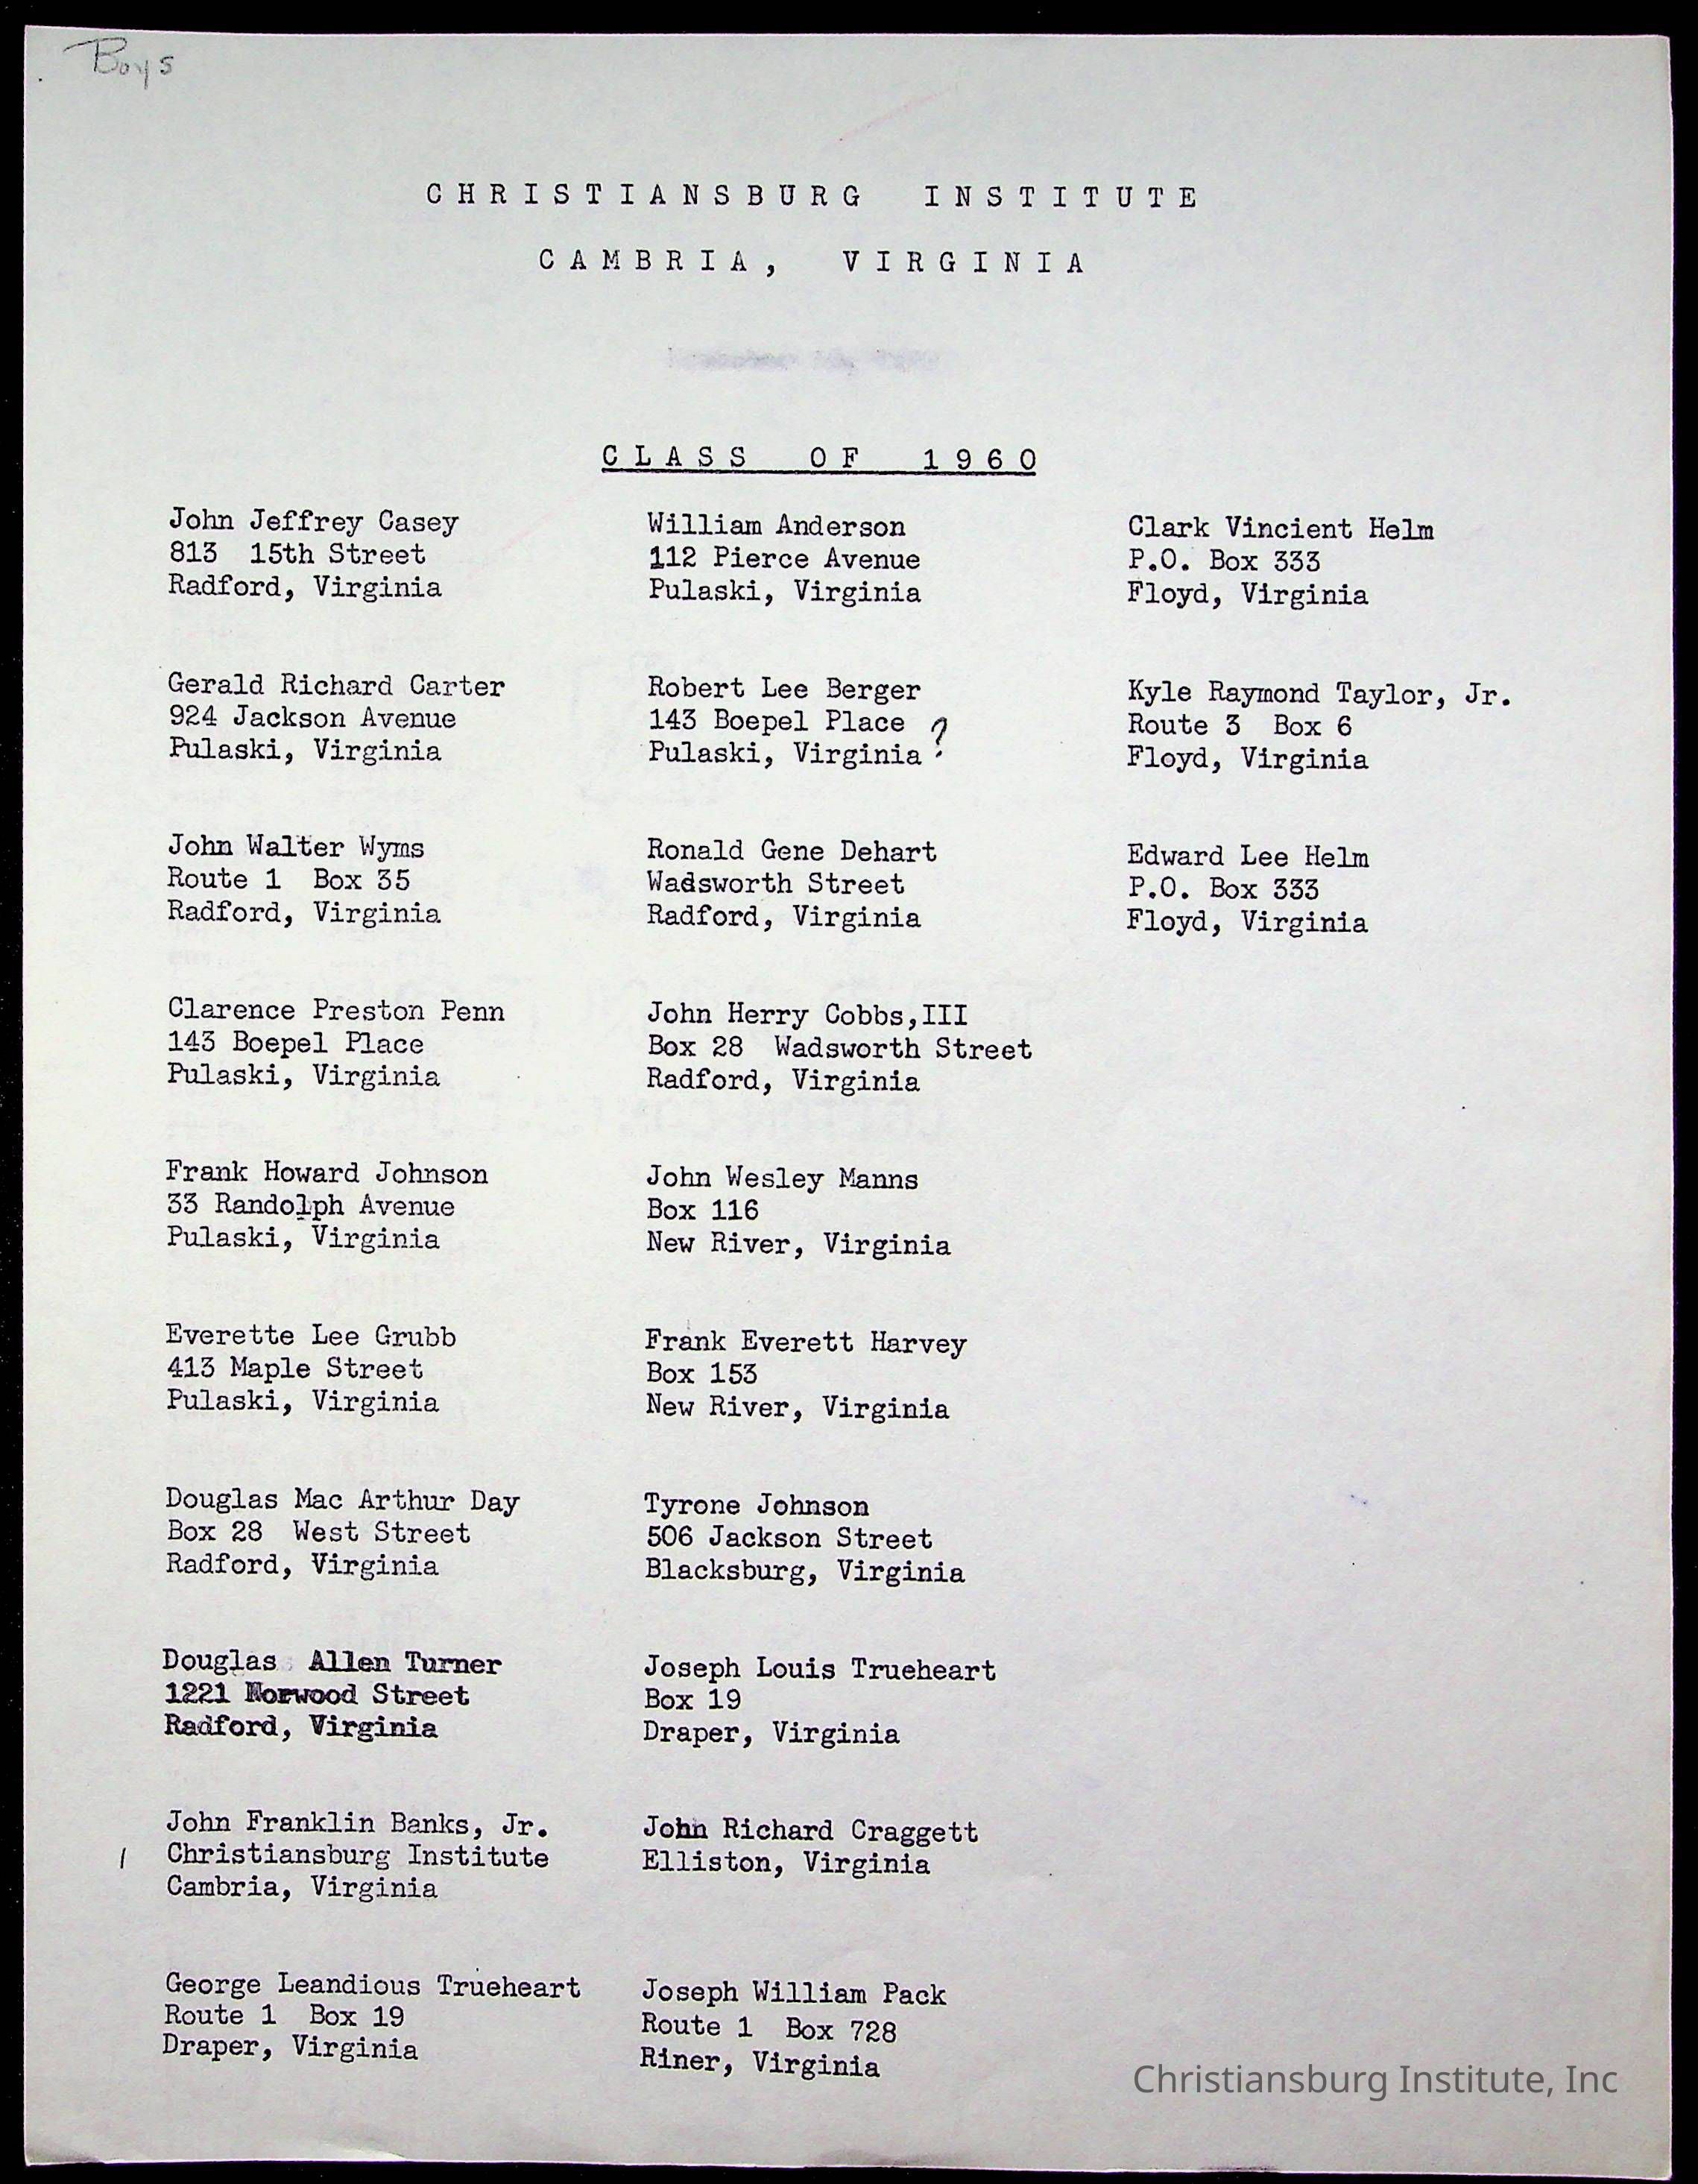 Boys
CHRISTIANSBURG INSTITUTE
CAMBRIA, VIRGINIA
CLASS OF 1960
John Jeffrey Casey
813 15th Street
Radford, Virginia
Gerald Richard Carter
924 Jackson Avenue
Pulaski, Virginia
John Walter Wyms
Route 1 Box 35
Radford, Virginia
Clarence Preston Penn
143 Boepel Place
Pulaski, Virginia
Frank Howard Johnson
33 Randolph Avenue
Pulaski, Virginia
Everette Lee Grubb
413 Maple Street
Pulaski, Virginia
Douglas Mac Arthur Day
Box 28 West Street
Radford, Virginia
Douglas Allen Turner
1221 Norwood Street
Radford, Virginia
John Franklin Banks, Jr.
/ Christiansburg Institute
Cambria, Virginia
George Leandious Trueheart
Route 1 Box 19
Draper, Virginia
William Anderson
112 Pierce Avenue
Pulaski, Virginia
Robert Lee Berger
143 Boepel Place ?
Pulaski, Virginia
Ronald Gene Dehart
Wadsworth Street
Radford, Virginia
John Herry Cobbs,III
Box 28 Wadsworth Street
Radford, Virginia
John Wesley Manns
Box 116
New River, Virginia
Frank Everett Harvey
Box 153
New River, Virginia
Tyrone Johnson
506 Jackson Street
Blacksburg, Virginia
Joseph Louis Trueheart
Box 19
Draper, Virginia
John Richard Craggett
Elliston, Virginia
Joseph William Pack
Route 1 Box 728
Riner, Virginia
Clark Vincient Helm
P.O. Box 333
Floyd, Virginia
Kyle Raymond Taylor, Jr.
Route 3 Box 6
Floyd, Virginia
Edward Lee Helm
P.O. Box 333
Floyd, Virginia
Christiansburg Institute, Inc